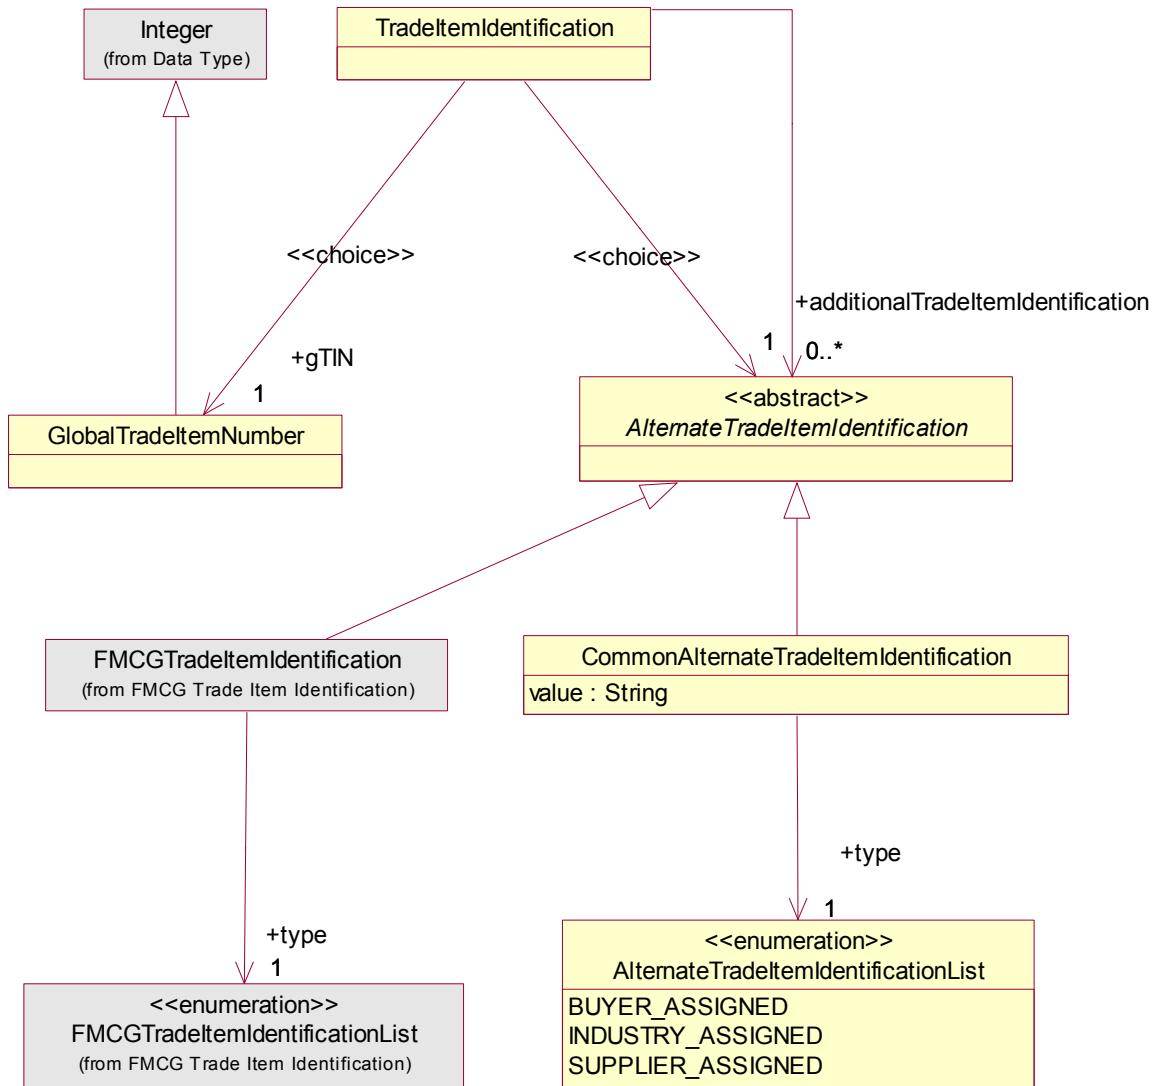 Integer
(from Data Type)
TradeItemIdentification
<<choice>>
<<choice>>
+additionalTradeItemIdentification
+gTIN
1
1
0..*
GlobalTradeItemNumber
<<abstract>>
AlternateTradeItemIdentification
FMCGTradeItemIdentification
(from FMCG Trade Item Identification)
CommonAlternateTradeItemIdentification
value : String
+type
1
+type
1
<<enumeration>>
FMCGTradeItemIdentificationList
(from FMCG Trade Item Identification)
<<enumeration>>
AlternateTradeItemIdentificationList
BUYER_ASSIGNED
INDUSTRY_ASSIGNED
SUPPLIER_ASSIGNED